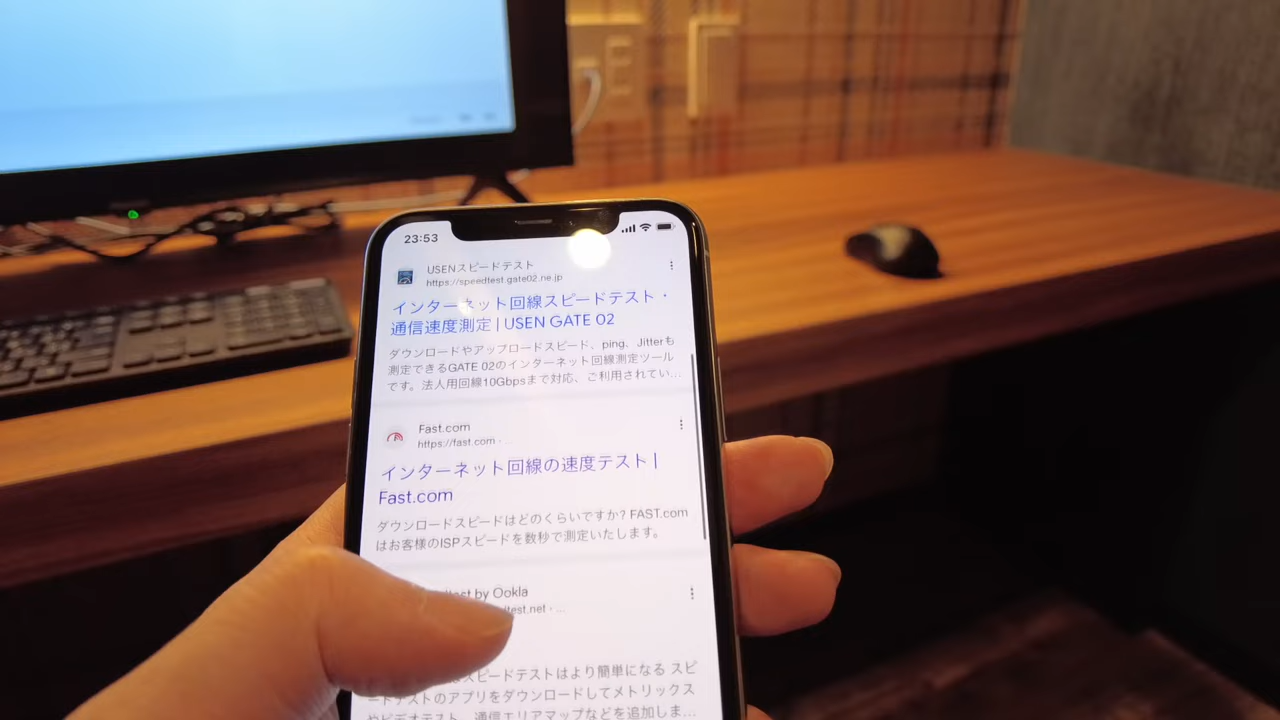 23:53
USENスピードテスト
https://speedtest.gate02.ne.jp
インターネット回線スピードテスト・
通信速度測定 | USEN GATE 02
ダウンロードやアップロードスピード、ping、Jitterも
測定できるGATE 02のインターネット回線測定ツール
です。法人用回線10Gbpsまで対応、ご利用されてい...
Fast.com
https://fast.com · ...
インターネット回線の速度テスト |
Fast.com
ダウンロードスピードはどのくらいですか? FAST.com
はお客様のISPスピードを数秒で測定いたします。
by Ookla
test.net · ...
スピードテストはより簡単になる スピ
ードテストのアプリをダウンロードしてメトリックス
やビデオテスト、通信エリアマップなどを追加しま...